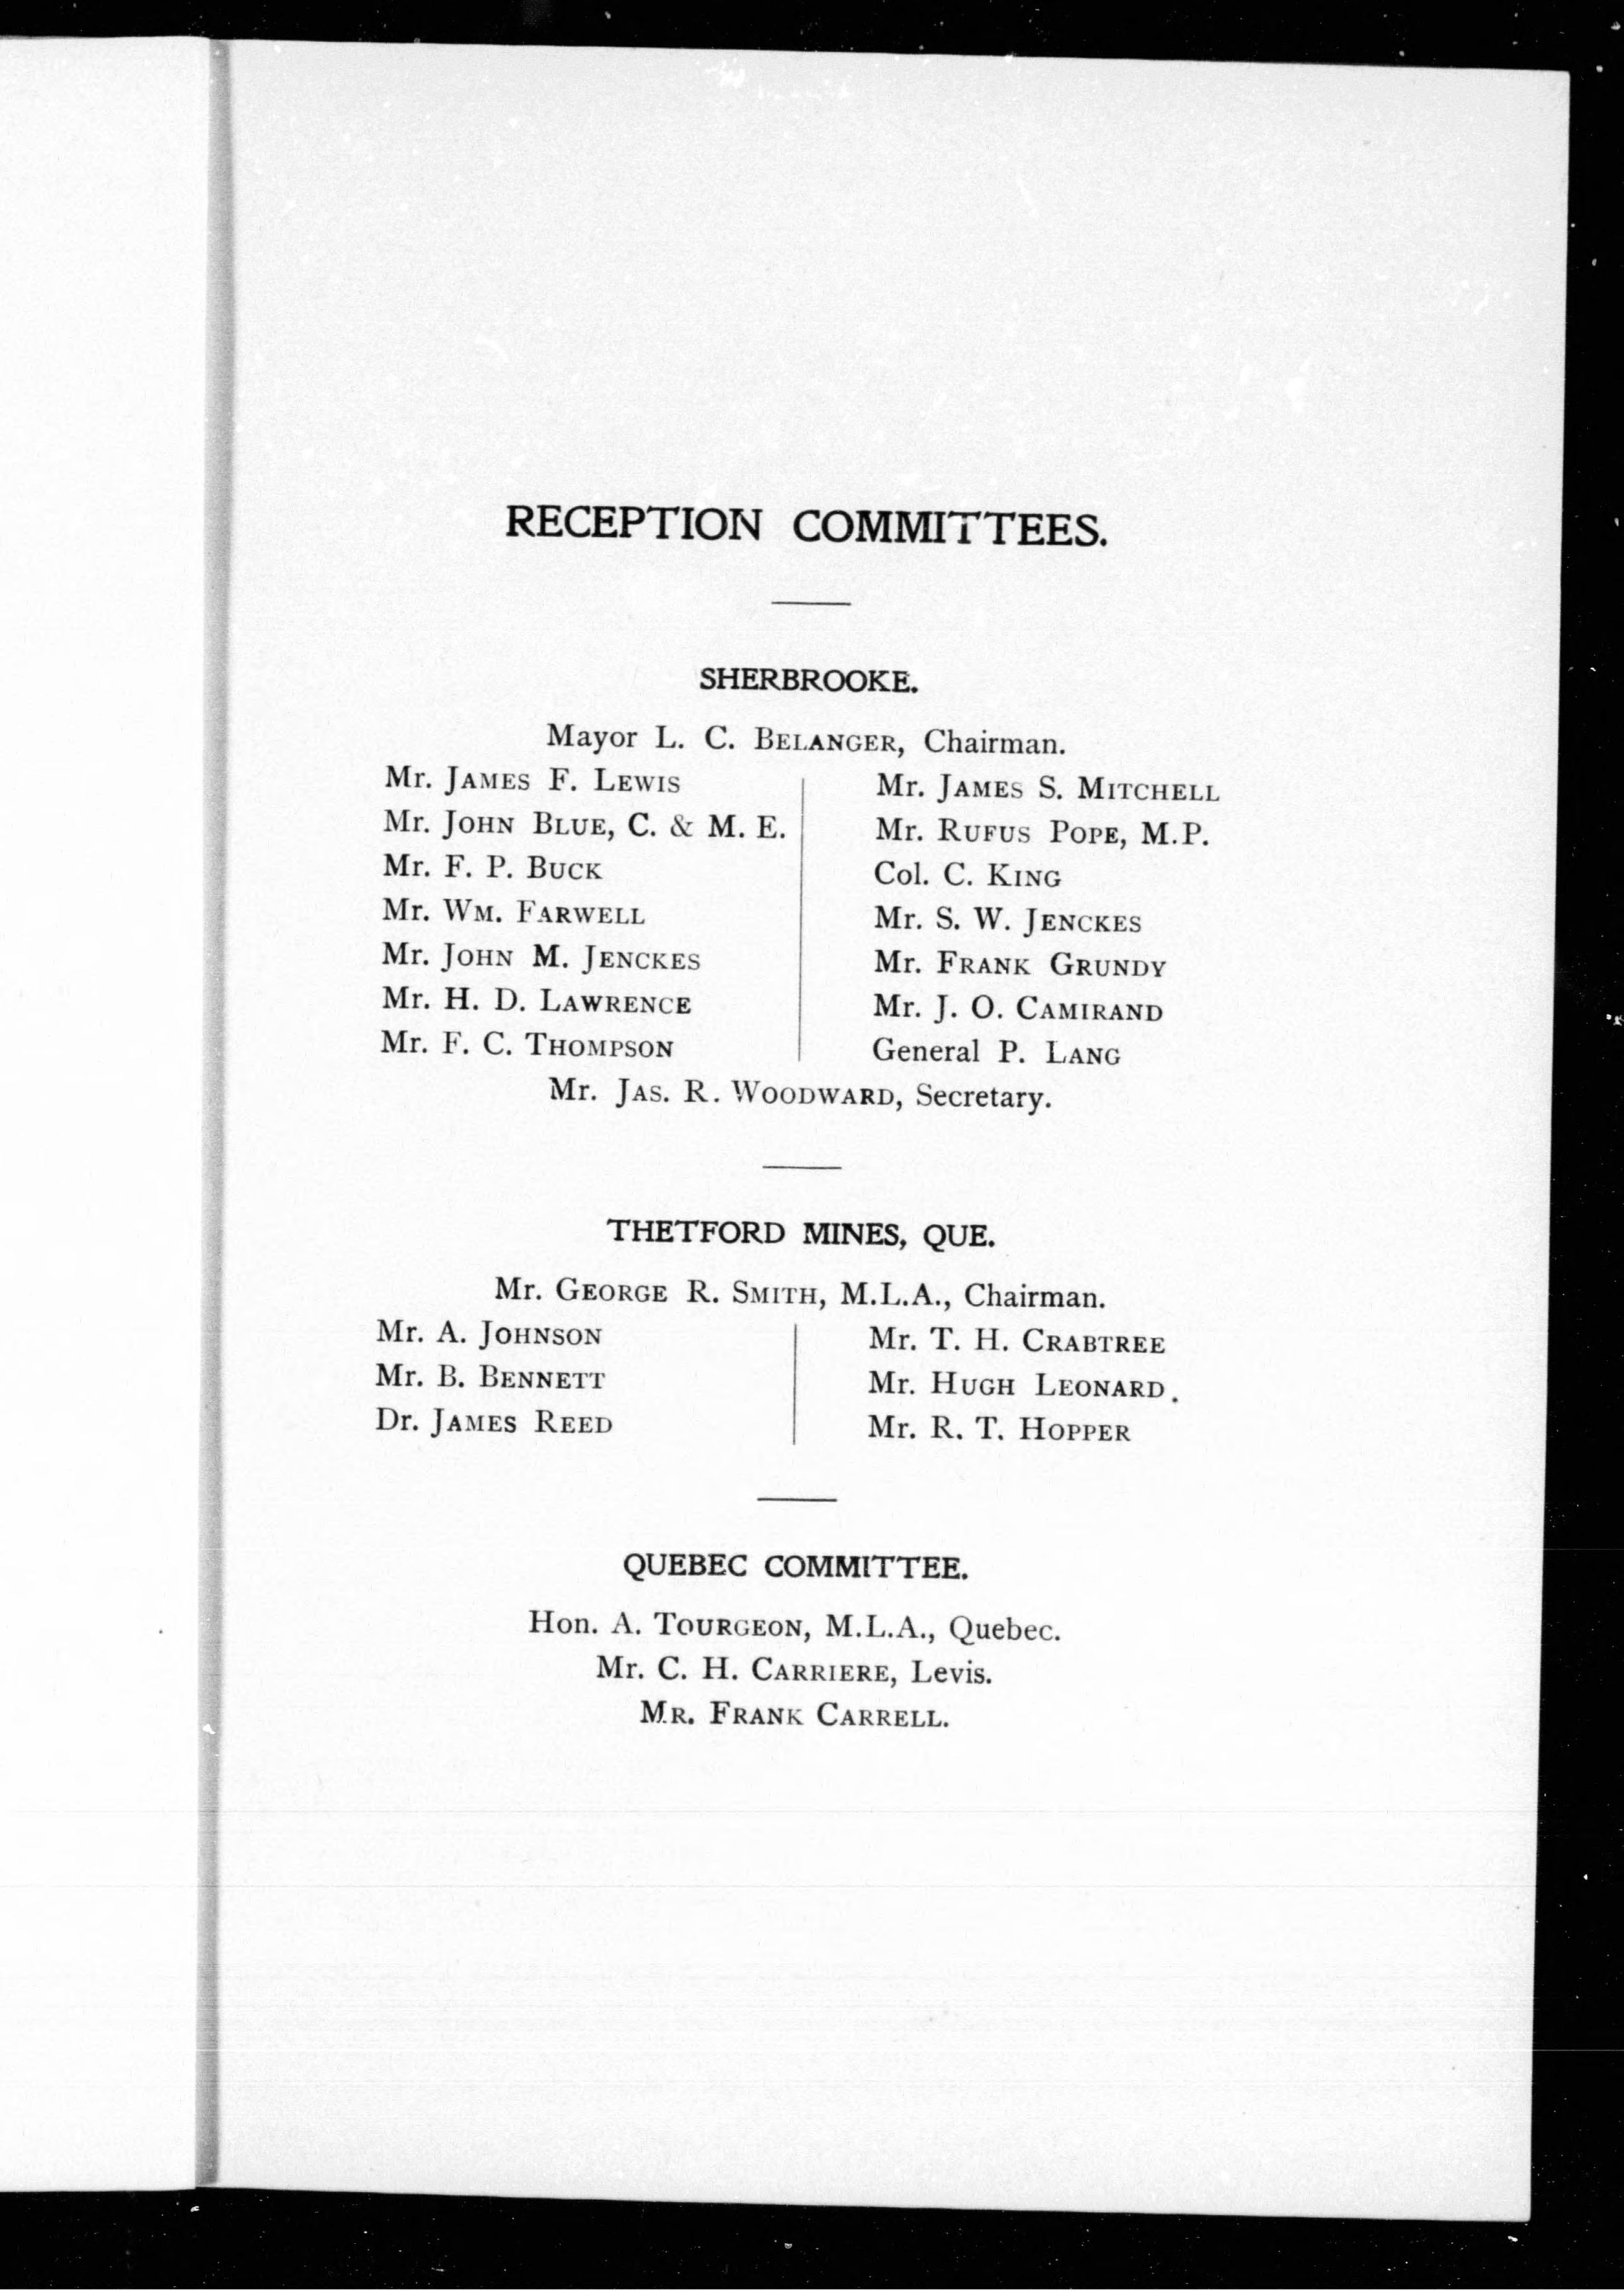 RECEPTION COMMITTEES.
SHERBROOKE.
Mayor L. C. BELANGER, Chairman.
Mr. JAMES F. LEWIS
Mr. JOHN BLUE, C. & M. E.
Mr. F. P. BUCK
Mr. WM. FARWELL
Mr. JOHN M. JENCKES
Mr. H. D. LAWRENCE
Mr. F. C. THOMPSON
Mr. JAMES S. MITCHELL
Mr. RUFUS POPE, M.P.
Col. C. KING
Mr. S. W. JENCKES
Mr. FRANK GRUNDY
Mr. J. O. CAMIRAND
General P. LANG
Mr. JAS. R. WOODWARD, Secretary.
THETFORD MINES, QUE.
Mr. GEORGE R. SMITH, M.L.A., Chairman.
Mr. A. JOHNSON
Mr. B. BENNETT
Dr. JAMES REED
Mr. T. H. CRABTREE
Mr. HUGH LEONARD.
Mr. R. T. HOPPER
QUEBEC COMMITTEE.
Hon. A. TOURGEON, M.L.A., Quebec.
Mr. C. H. CARRIERE, Levis.
MR. FRANK CARRELL.